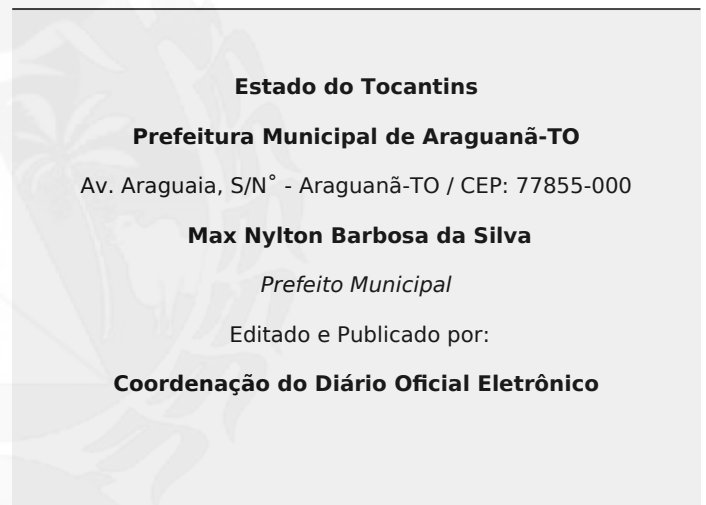 Estado do Tocantins
Prefeitura Municipal de Araguanã-TO
Av. Araguaia, S/N˚ - Araguanã-TO / CEP: 77855-000
Max Nylton Barbosa da Silva
Prefeito Municipal
Editado e Publicado por:
Coordenação do Diário Oficial Eletrônico